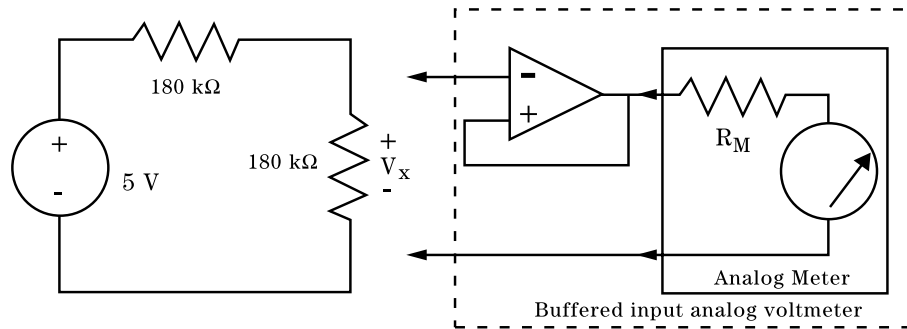 180 kΩ
+
-
5 V
180 kΩ
+
Vx
-
-
+
RM
Analog Meter
Buffered input analog voltmeter